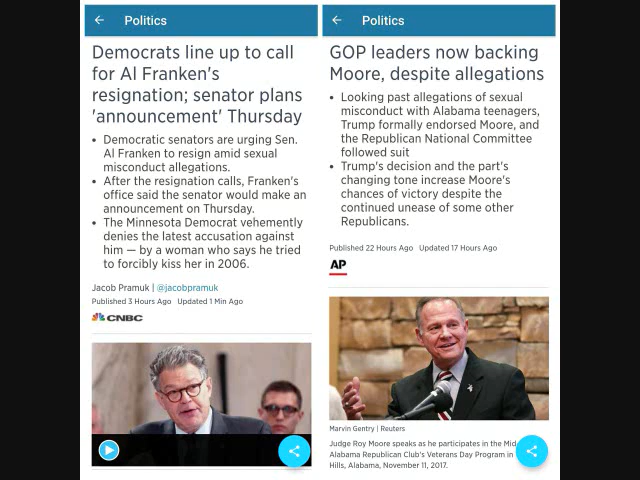 Politics
Democrats line up to call
for Al Franken's
resignation; senator plans
'announcement' Thursday
• Democratic senators are urging Sen.
Al Franken to resign amid sexual
misconduct allegations.
• After the resignation calls, Franken's
office said the senator would make an
announcement on Thursday.
• The Minnesota Democrat vehemently
denies the latest accusation against
him — by a woman who says he tried
to forcibly kiss her in 2006.
Jacob Pramuk | @jacobpramuk
Published 3 Hours Ago Updated 1 Min Ago
CNBC
Politics
GOP leaders now backing
Moore, despite allegations
• Looking past allegations of sexual
misconduct with Alabama teenagers,
Trump formally endorsed Moore, and
the Republican National Committee
followed suit
• Trump's decision and the part's
changing tone increase Moore's
chances of victory despite the
continued unease of some other
Republicans.
Published 22 Hours Ago Updated 17 Hours Ago
AP
Marvin Gentry | Reuters
Judge Roy Moore speaks as he participates in the Mid
Alabama Republican Club's Veterans Day Program in
Hills, Alabama, November 11, 2017.